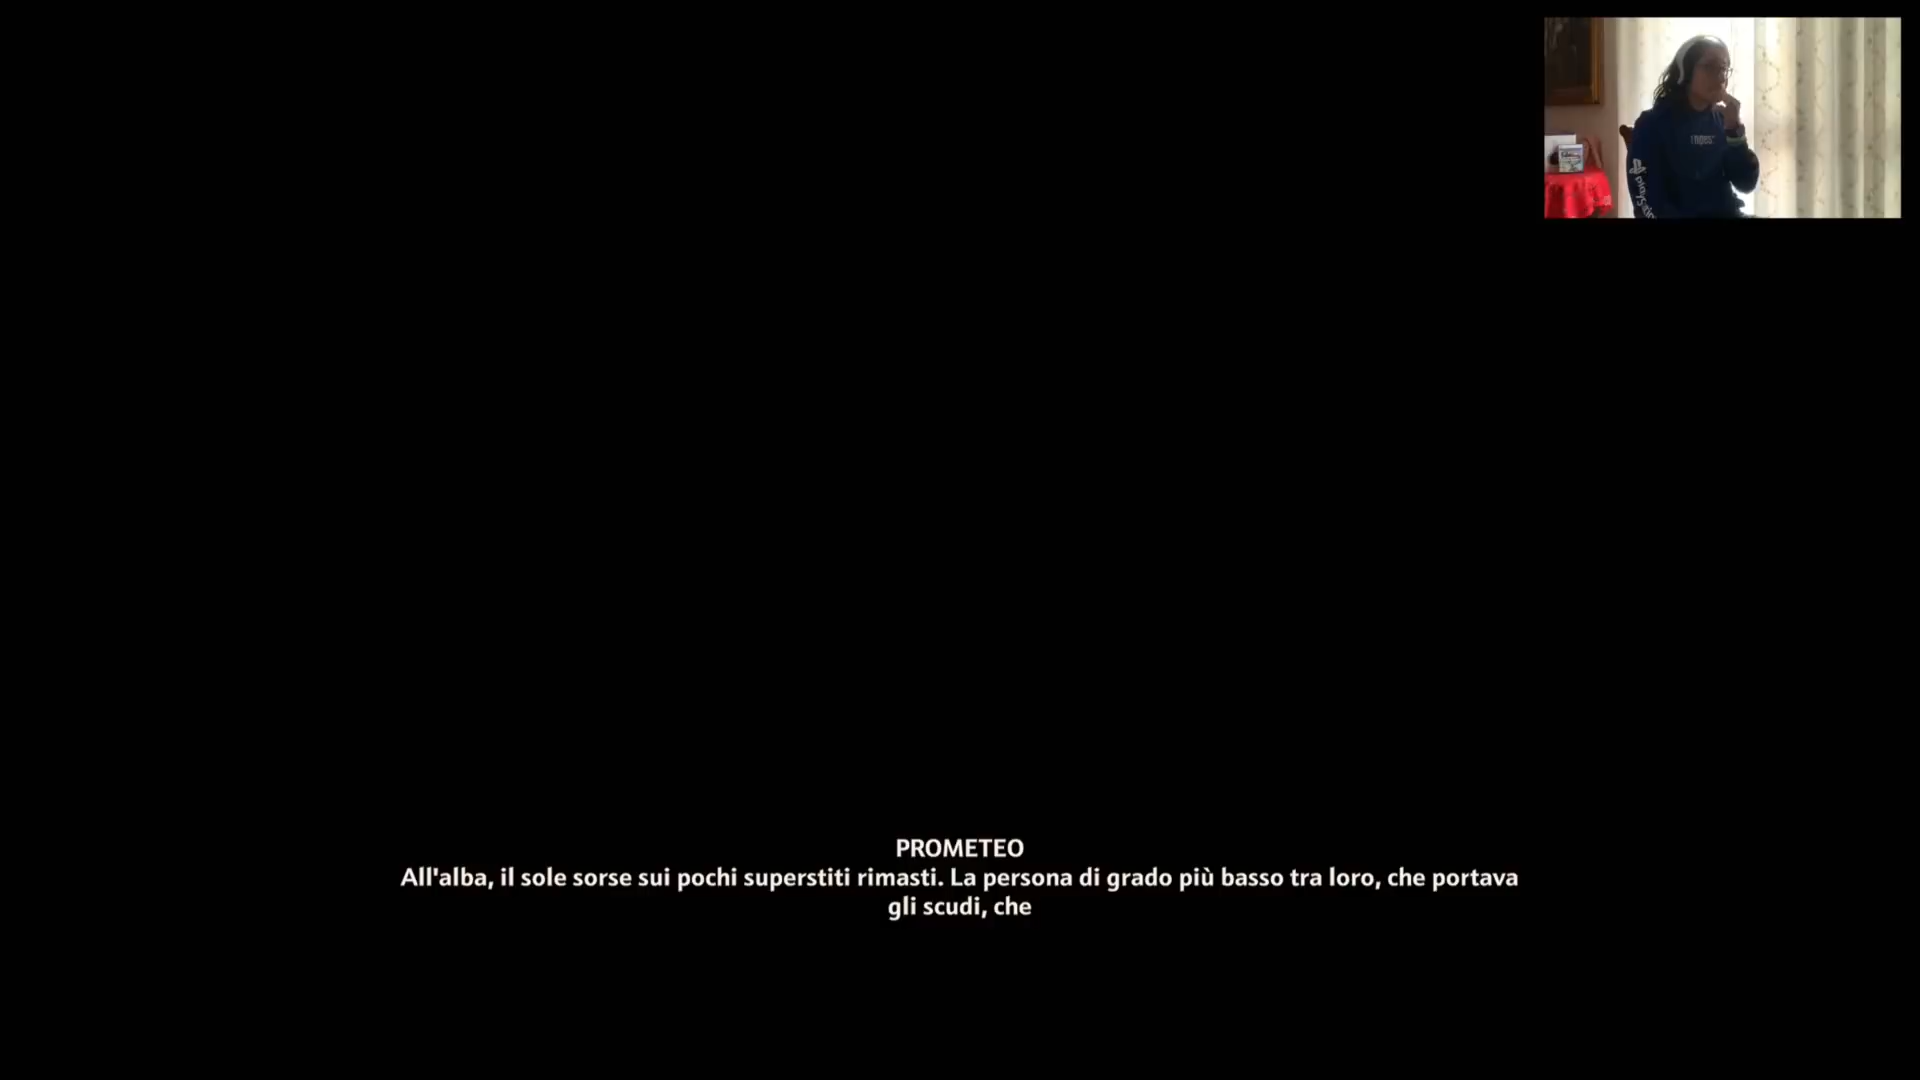 PROMETEO
All'alba, il sole sorse sui pochi superstiti rimasti. La persona di grado più basso tra loro, che portava
gli scudi, che